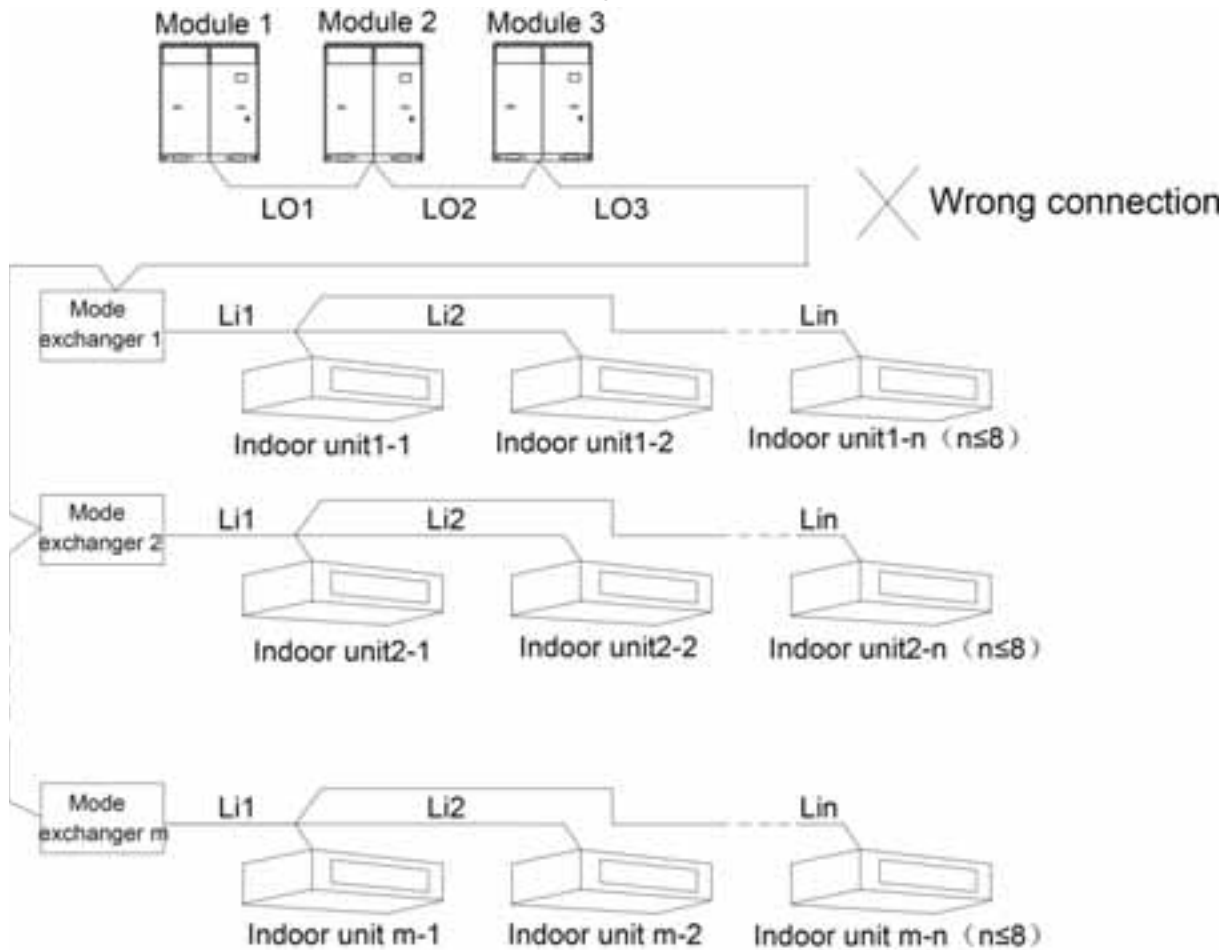 Module 1 Module 2 Module 3
LO1 LO2 LO3
Wrong connection
Mode
exchanger 1
Li1 Li2 Lin
Indoor unit1-1 Indoor unit1-2 Indoor unit1-n（n≤8）
Mode
exchanger 2
Li1 Li2 Lin
Indoor unit2-1 Indoor unit2-2 Indoor unit2-n（n≤8）
Mode
exchanger m
Li1 Li2 Lin
Indoor unit m-1 Indoor unit m-2 Indoor unit m-n（n≤8）